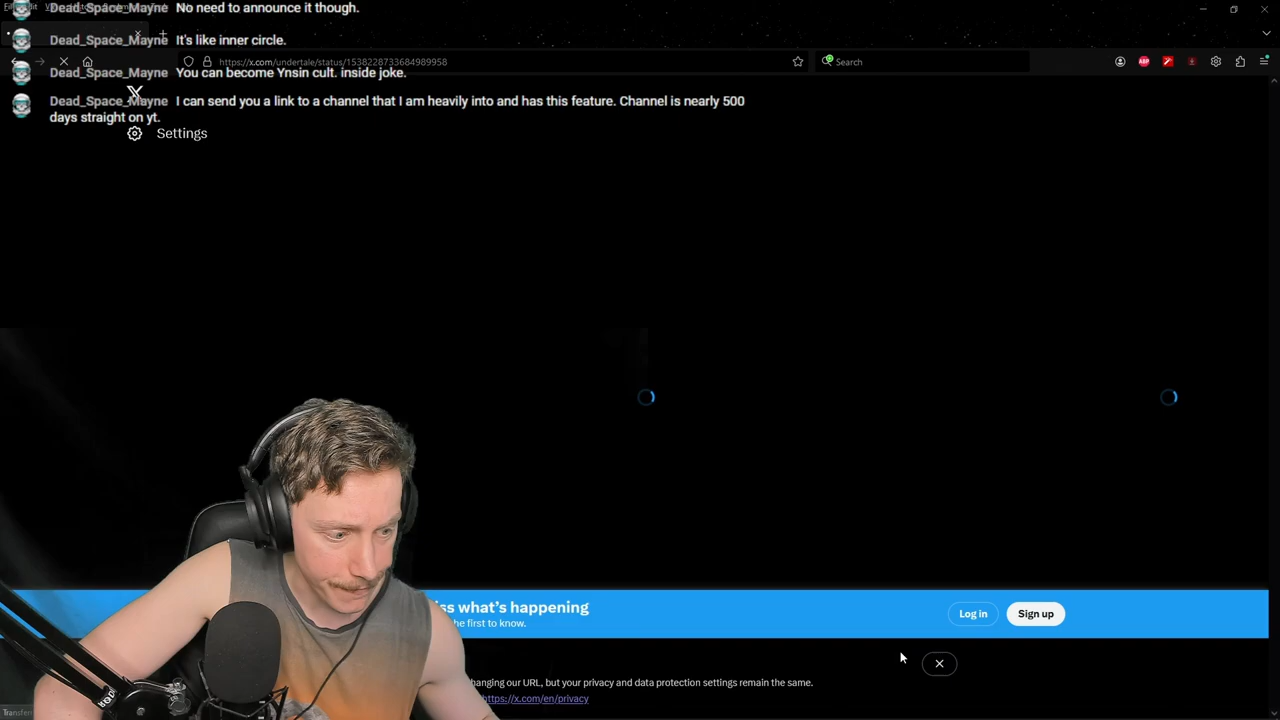 Dead_Space_Mayne No need to announce it though.
Dead_Space_Mayne It's like inner circle.
https://x.com/undertale/status/1538228733684989958
Search
Dead_Space_Mayne You can become Ynsin cult. inside joke.
Dead_Space_Mayne I can send you a link to a channel that I am heavily into and has this feature. Channel is nearly 500
days straight on yt.
Settings
ss what's happening
he first to know.
Log in
Sign up
hanging our URL, but your privacy and data protection settings remain the same.
https://x.com/en/privacy